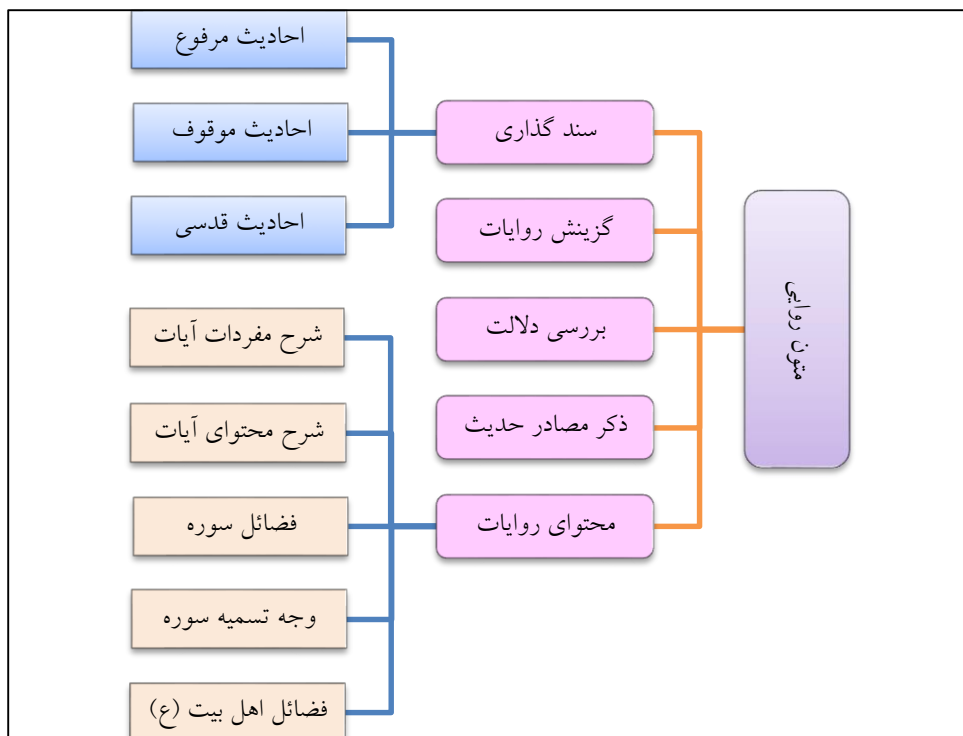 متون روایی
سند گذاری
گزینش روایات
بررسی دلالت
ذکر مصادر حدیث
محتوای روایات
احادیث مرفوع
احادیث موقوف
احادیث قدسی
شرح مفردات آیات
شرح محتوای آیات
فضائل سوره
وجه تسمیه سوره
فضائل اهل بیت (ع)